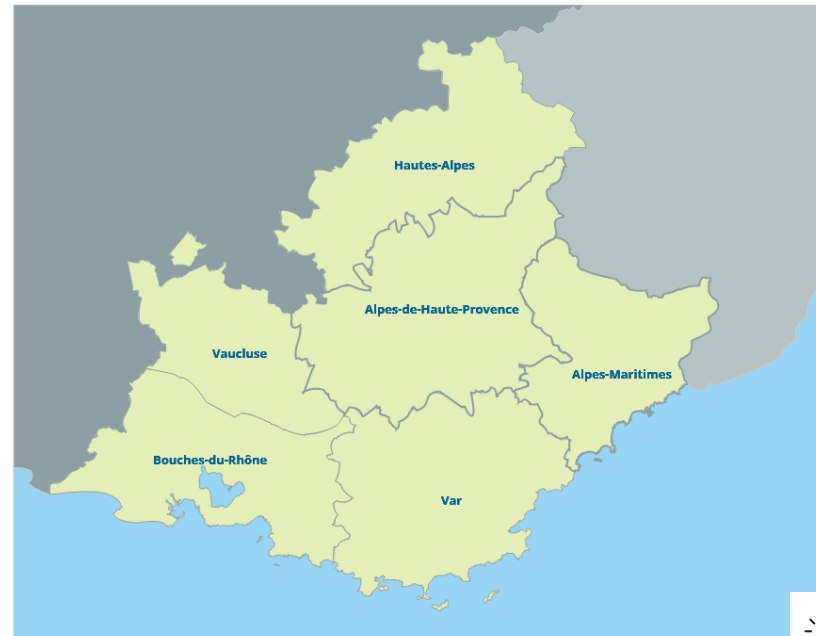 Hautes-Alpes
Alpes-de-Haute-Provence
Vaucluse
Alpes-Maritimes
Bouches-du-Rhône
Var